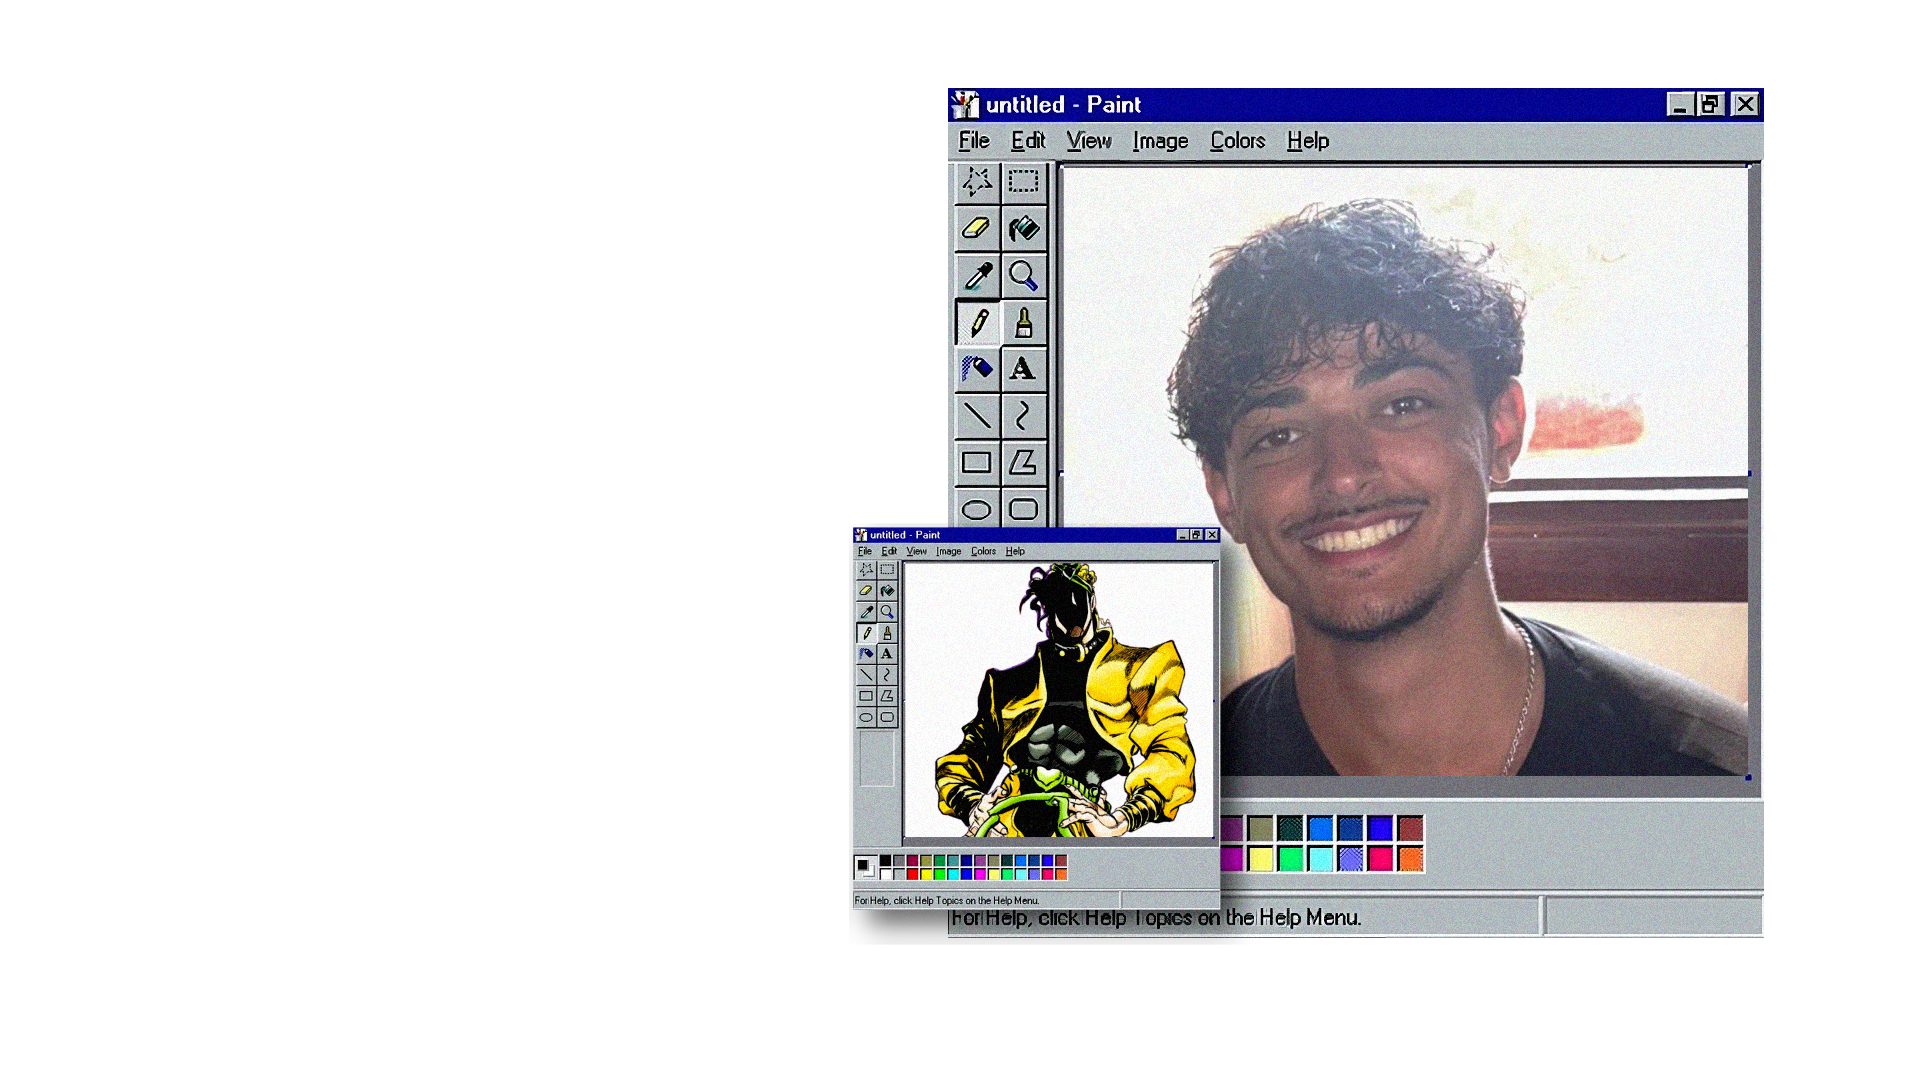 untitled - Paint
File Edit View Image Colors Help
A
untitled - Paint
File Edit View Image Colors Help
A
For Help, click Help Topics on the Help Menu.
For Help, click Help Topics on the Help Menu.